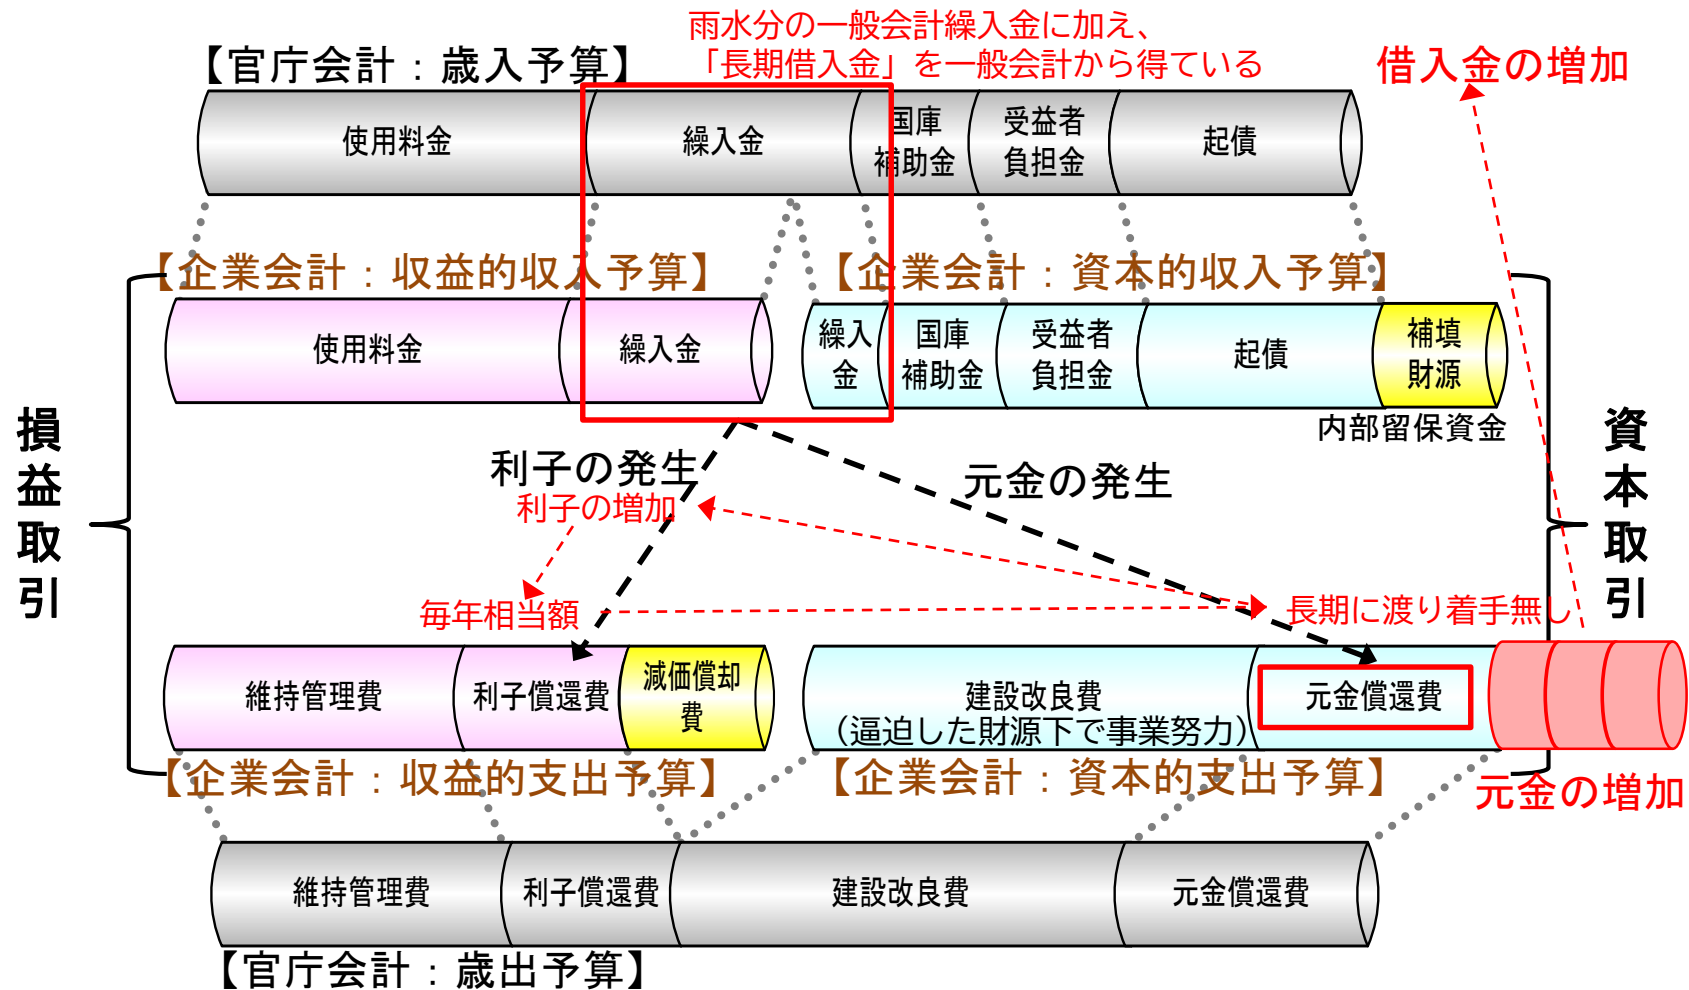 雨水分の一般会計繰入金に加え、
「長期借入金」を一般会計から得ている
【官庁会計：歳入予算】
借入金の増加
使用料金
繰入金
国庫
補助金
受益者
負担金
起債
【企業会計：収益的収入予算】
【企業会計：資本的収入予算】
使用料金
繰入金
繰入
金
国庫
補助金
受益者
負担金
起債
補填
財源
内部留保資金
損
益
取
引
資
本
取
引
利子の発生
利子の増加
元金の発生
毎年相当額
長期に渡り着手無し
維持管理費
利子償還費
減価償却
費
建設改良費
（逼迫した財源下で事業努力）
元金償還費
【企業会計：収益的支出予算】
【企業会計：資本的支出予算】
元金の増加
維持管理費
利子償還費
建設改良費
元金償還費
【官庁会計：歳出予算】